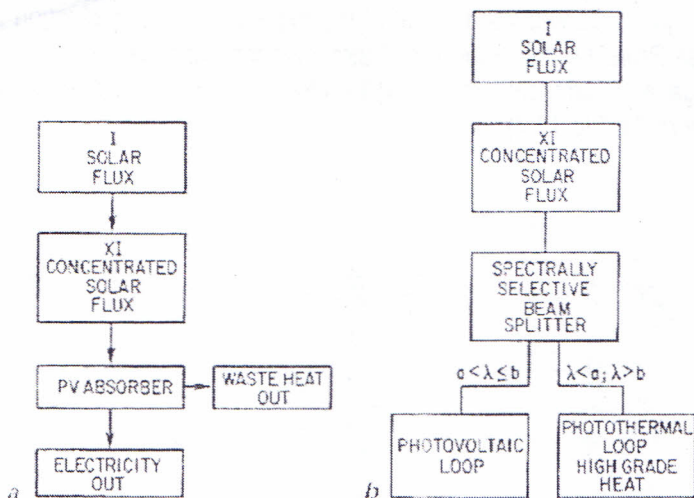 I
SOLAR
FLUX
XI
CONCENTRATED
SOLAR
FLUX
PV ABSORBER
WASTE HEAT
OUT
ELECTRICITY
OUT
a
I
SOLAR
FLUX
XI
CONCENTRATED
SOLAR
FLUX
SPECTRALLY
SELECTIVE
BEAM
SPLITTER
a<λ≤b
λ<a; λ>b
PHOTOVOLTAIC
LOOP
PHOTOTHERMAL
LOOP
HIGH GRADE
HEAT
b